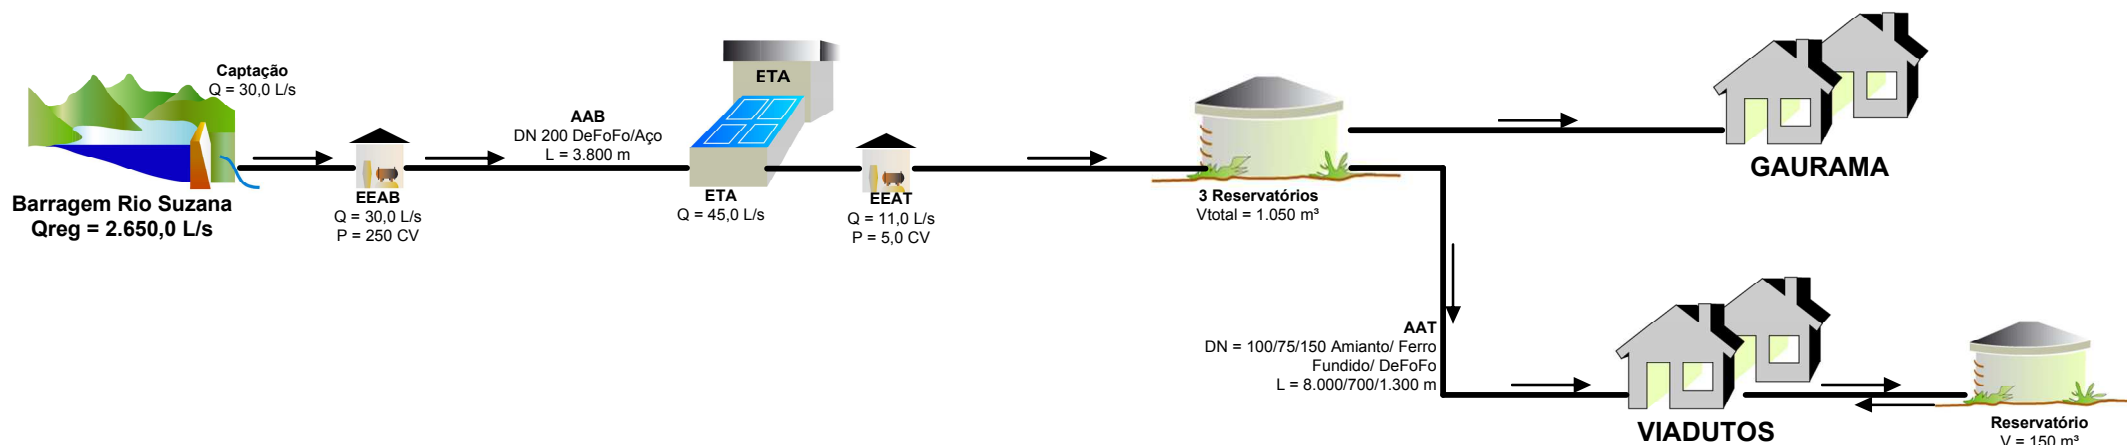 Captação
Q = 30,0 L/s
Barragem Rio Suzana
Qreg = 2.650,0 L/s
EEAB
Q = 30,0 L/s
P = 250 CV
AAB
DN 200 DeFoFo/Aço
L = 3.800 m
ETA
ETA
Q = 45,0 L/s
EEAT
Q = 11,0 L/s
P = 5,0 CV
3 Reservatórios
Vtotal = 1.050 m³
GAURAMA
AAT
DN = 100/75/150 Amianto/ Ferro
Fundido/ DeFoFo
L = 8.000/700/1.300 m
VIADUTOS
Reservatório
V = 150 m³